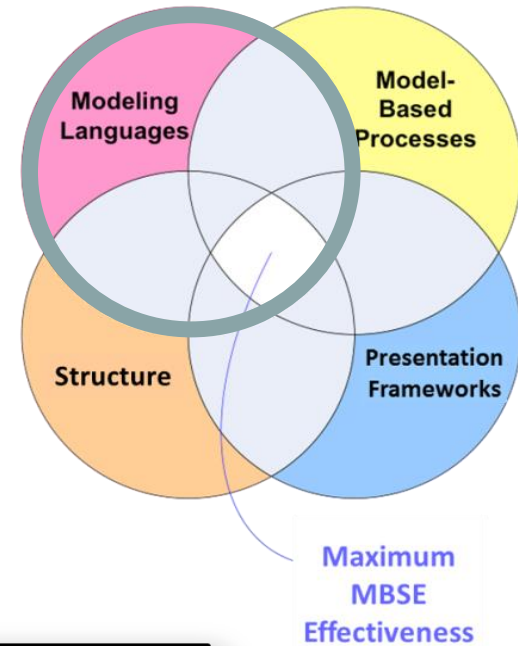 Modeling
Languages
Model-
Based
Processes
Structure
Presentation
Frameworks
Maximum
MBSE
Effectiveness